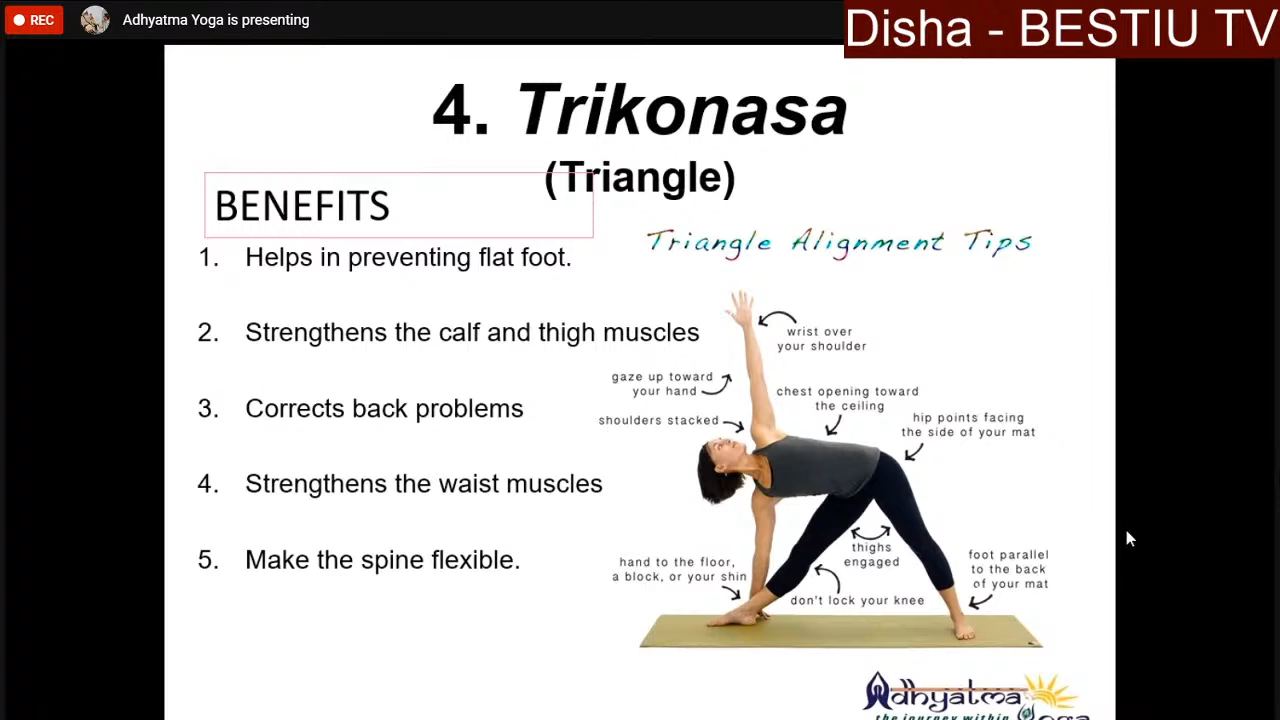 REC
Adhyatma Yoga is presenting
Disha - BESTIU TV
4. Trikonasa
(Triangle)
BENEFITS
1. Helps in preventing flat foot.
2. Strengthens the calf and thigh muscles
3. Corrects back problems
4. Strengthens the waist muscles
5. Make the spine flexible.
Triangle Alignment Tips
wrist over
your shoulder
gaze up toward
your hand
chest opening toward
the ceiling
shoulders stacked
hip points facing
the side of your mat
thighs
engaged
hand to the floor,
a block, or your shin
foot parallel
to the back
of your mat
don't lock your knee
Adhyatma
the journey within Yoga